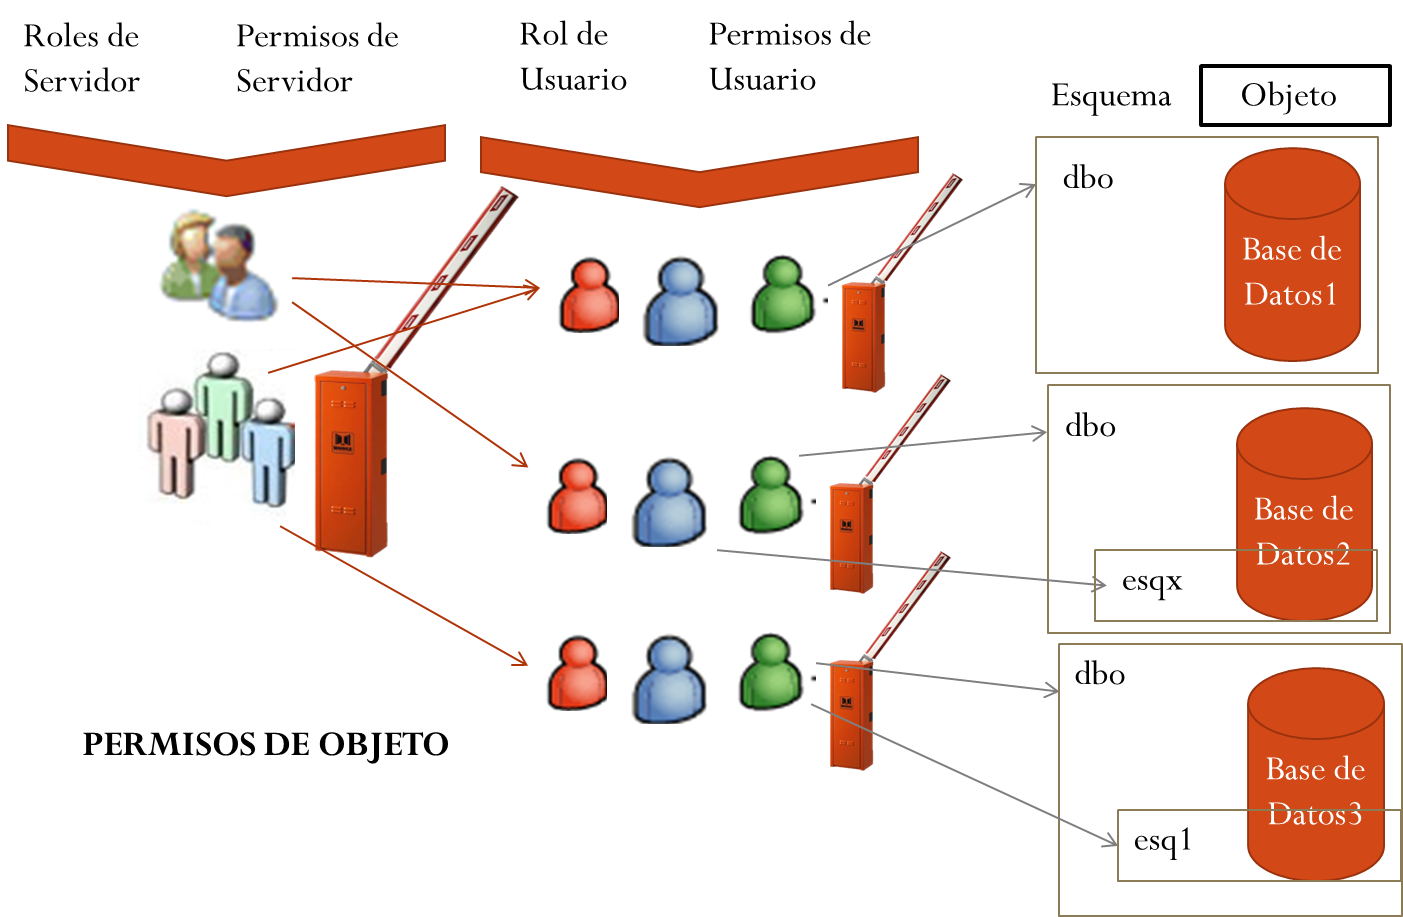 Roles de
Servidor
Permisos de
Servidor
Rol de
Usuario
Permisos de
Usuario
Esquema
Objeto
dbo
Base de
Datos1
dbo
Base de
Datos2
esqx
dbo
Base de
Datos3
esq1
PERMISOS DE OBJETO